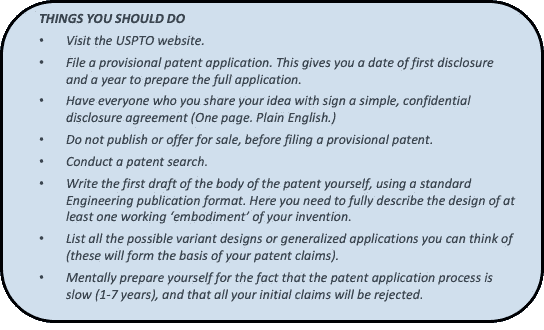 THINGS YOU SHOULD DO
• Visit the USPTO website.
• File a provisional patent application. This gives you a date of first disclosure
and a year to prepare the full application.
• Have everyone who you share your idea with sign a simple, confidential
disclosure agreement (One page. Plain English.)
• Do not publish or offer for sale, before filing a provisional patent.
• Conduct a patent search.
• Write the first draft of the body of the patent yourself, using a standard
Engineering publication format. Here you need to fully describe the design of at
least one working ‘embodiment’ of your invention.
• List all the possible variant designs or generalized applications you can think of
(these will form the basis of your patent claims).
• Mentally prepare yourself for the fact that the patent application process is
slow (1-7 years), and that all your initial claims will be rejected.